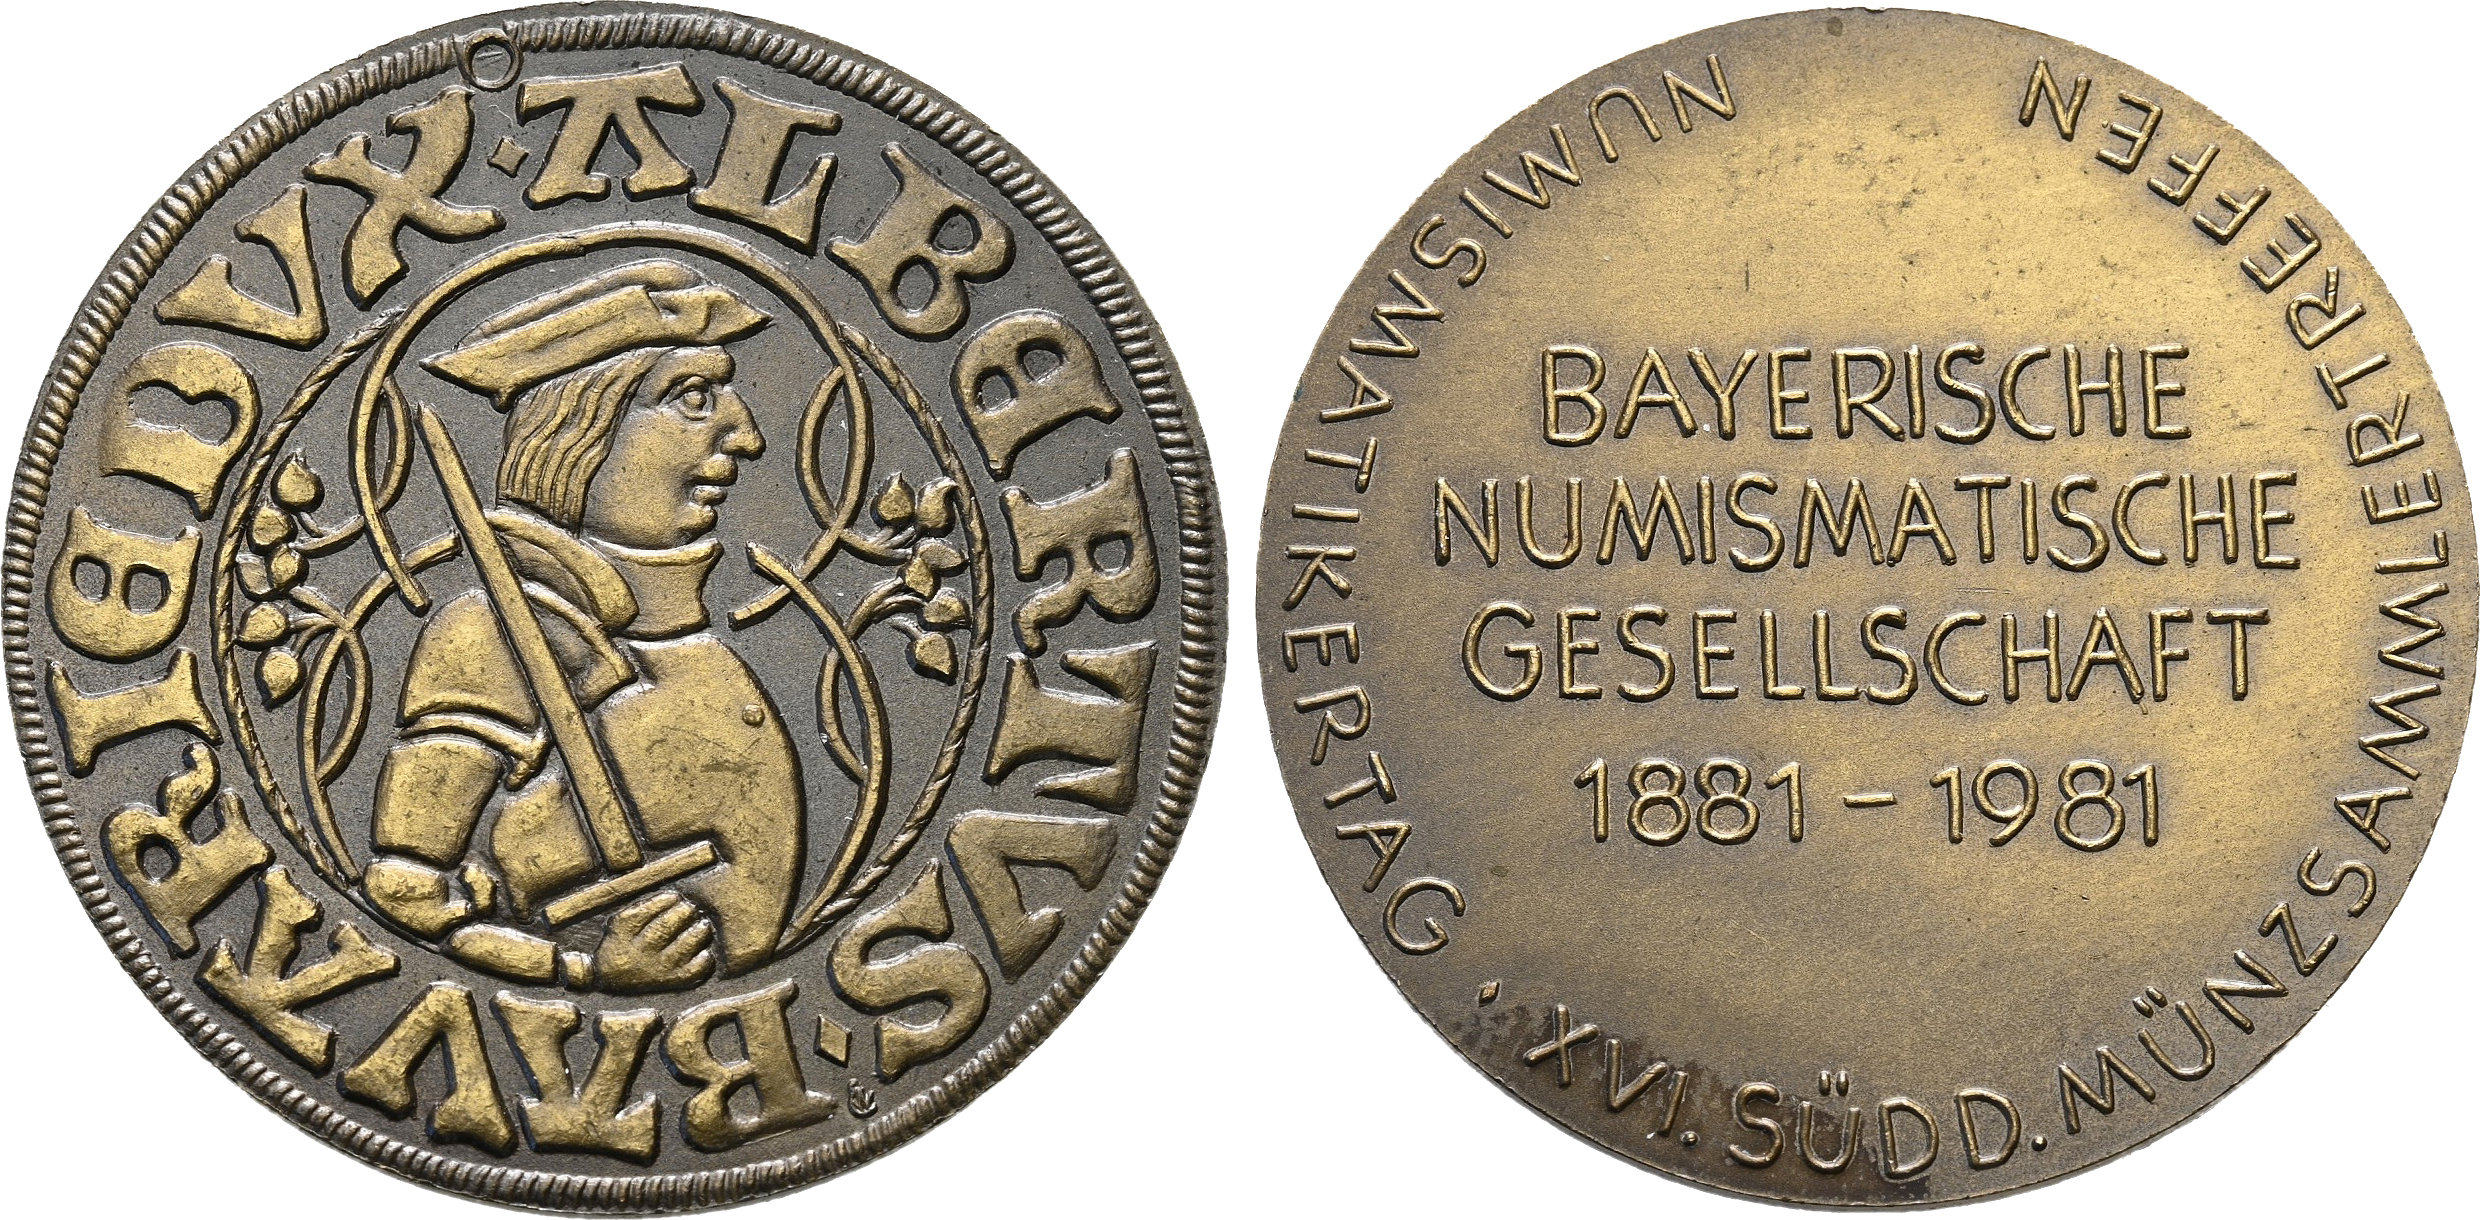 ALBERTVS · BAVARIE DVX ·
NUMISMATIKERTAG · XVI. SÜDD. MÜNZSAMMLERTREFFEN
BAYERISCHE
NUMISMATISCHE
GESELLSCHAFT
1881 – 1981